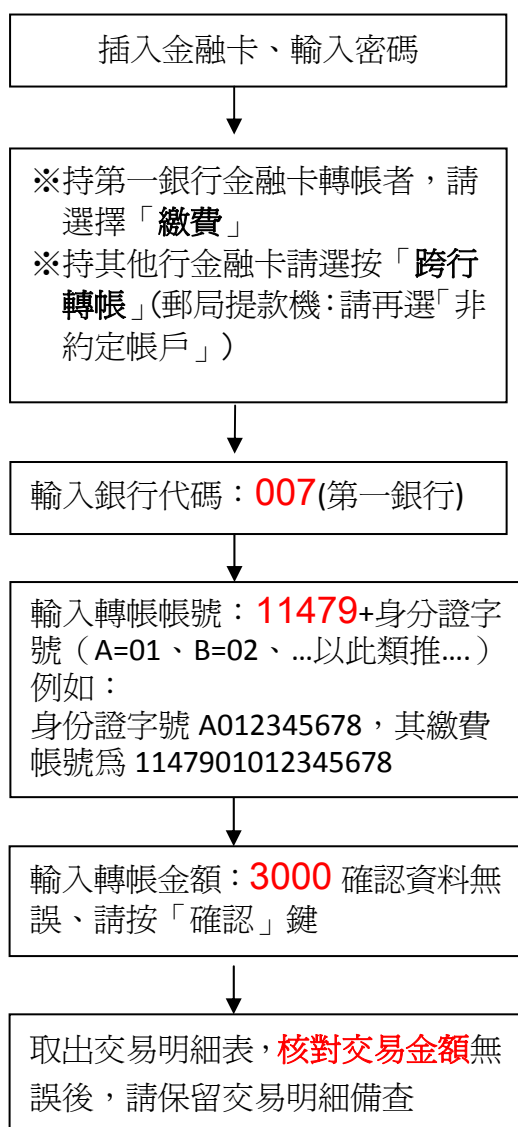 插入金融卡、輸入密碼
※持第一銀行金融卡轉帳者，請
選擇「繳費」
※持其他行金融卡請選按「跨行
轉帳」(郵局提款機：請再選「非
約定帳戶」)
輸入銀行代碼：007(第一銀行)
輸入轉帳帳號：11479+身分證字
號（A=01、B=02、…以此類推….）
例如：
身份證字號 A012345678，其繳費
帳號爲 1147901012345678
輸入轉帳金額：3000 確認資料無
誤、請按「確認」鍵
取出交易明細表，核對交易金額無
誤後，請保留交易明細備查